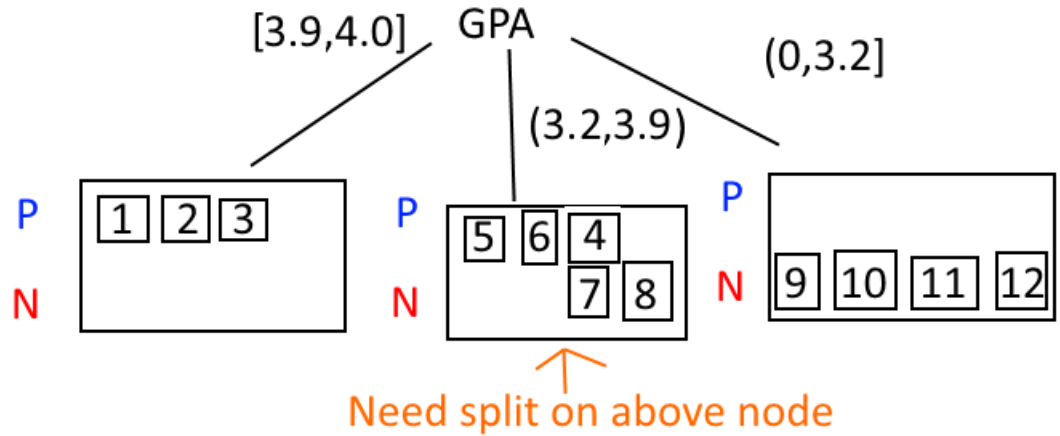 [3.9,4.0] GPA (0,3.2]
(3.2,3.9)
P 1 2 3 P 5 6 4 P
N N 7 8 N 9 10 11 12
Need split on above node